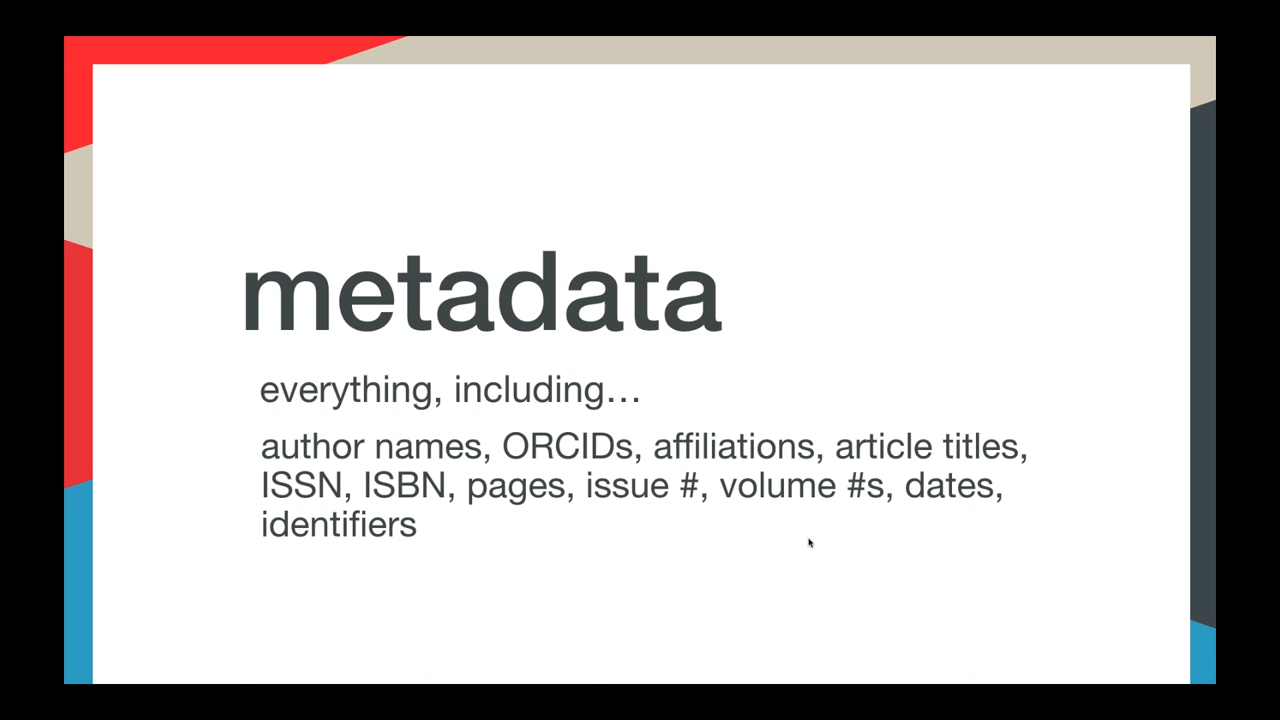 metadata
everything, including…
author names, ORCIDs, affiliations, article titles,
ISSN, ISBN, pages, issue #, volume #s, dates,
identifiers